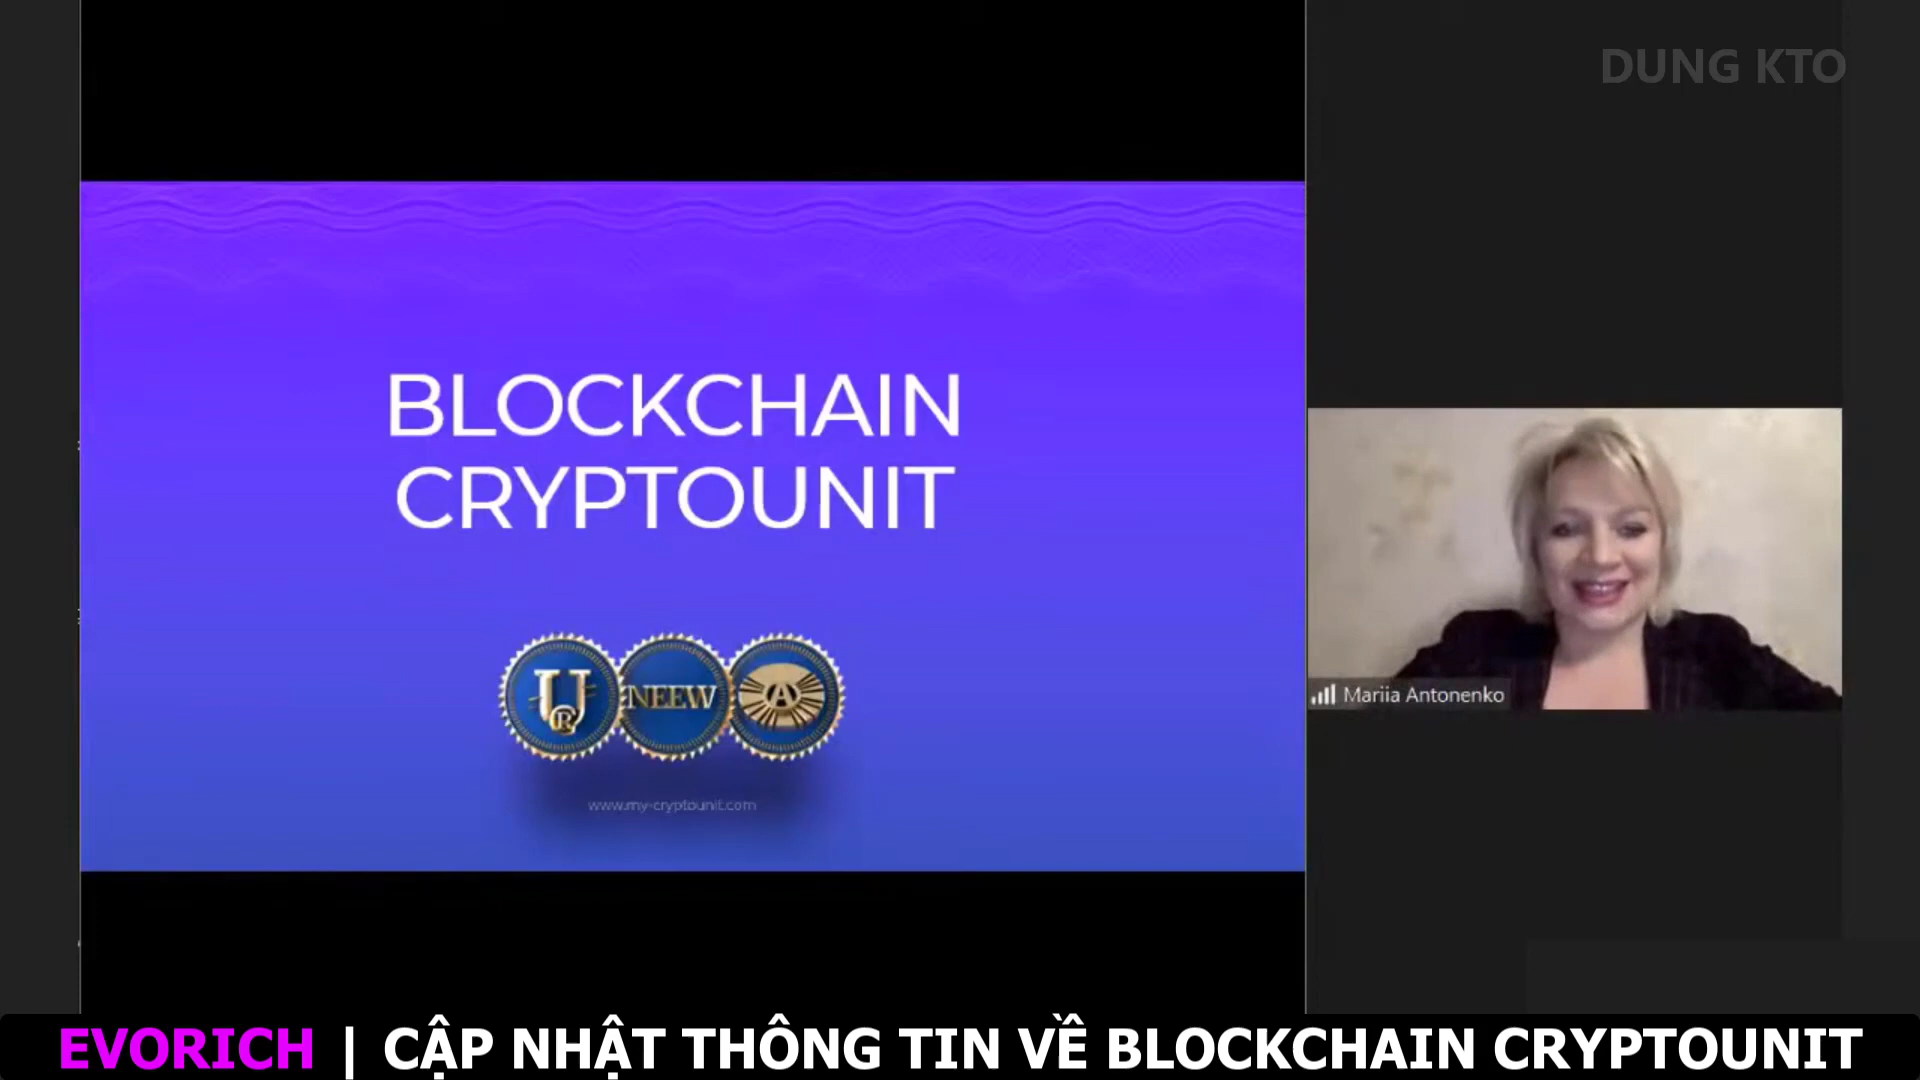 DUNG KTO
BLOCKCHAIN
CRYPTOUNIT
UR NEEW A
www.my-cryptounit.com
Mariia Antonenko
EVORICH | CẬP NHẬT THÔNG TIN VỀ BLOCKCHAIN CRYPTOUNIT